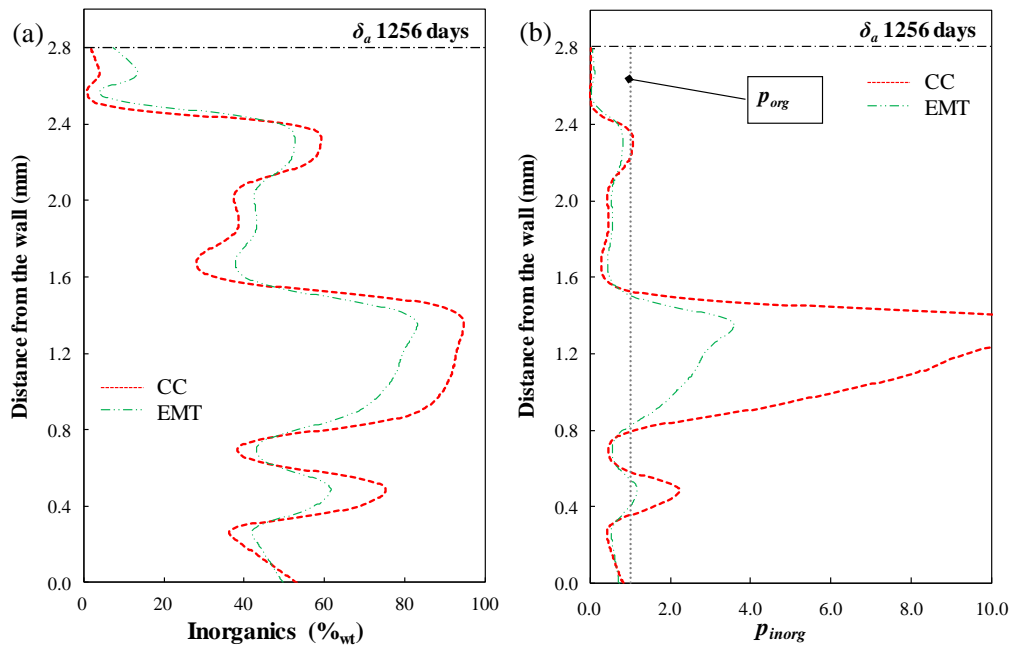 (a)
δa 1256 days
2.8
2.4
2.0
1.6
1.2
0.8
0.4
0.0
Distance from the wall (mm)
CC
EMT
0
20
40
60
80
100
Inorganics (%wt)
(b)
δa 1256 days
2.8
2.4
2.0
1.6
1.2
0.8
0.4
0.0
Distance from the wall (mm)
porg
CC
EMT
0.0
2.0
4.0
6.0
8.0
10.0
pinorg